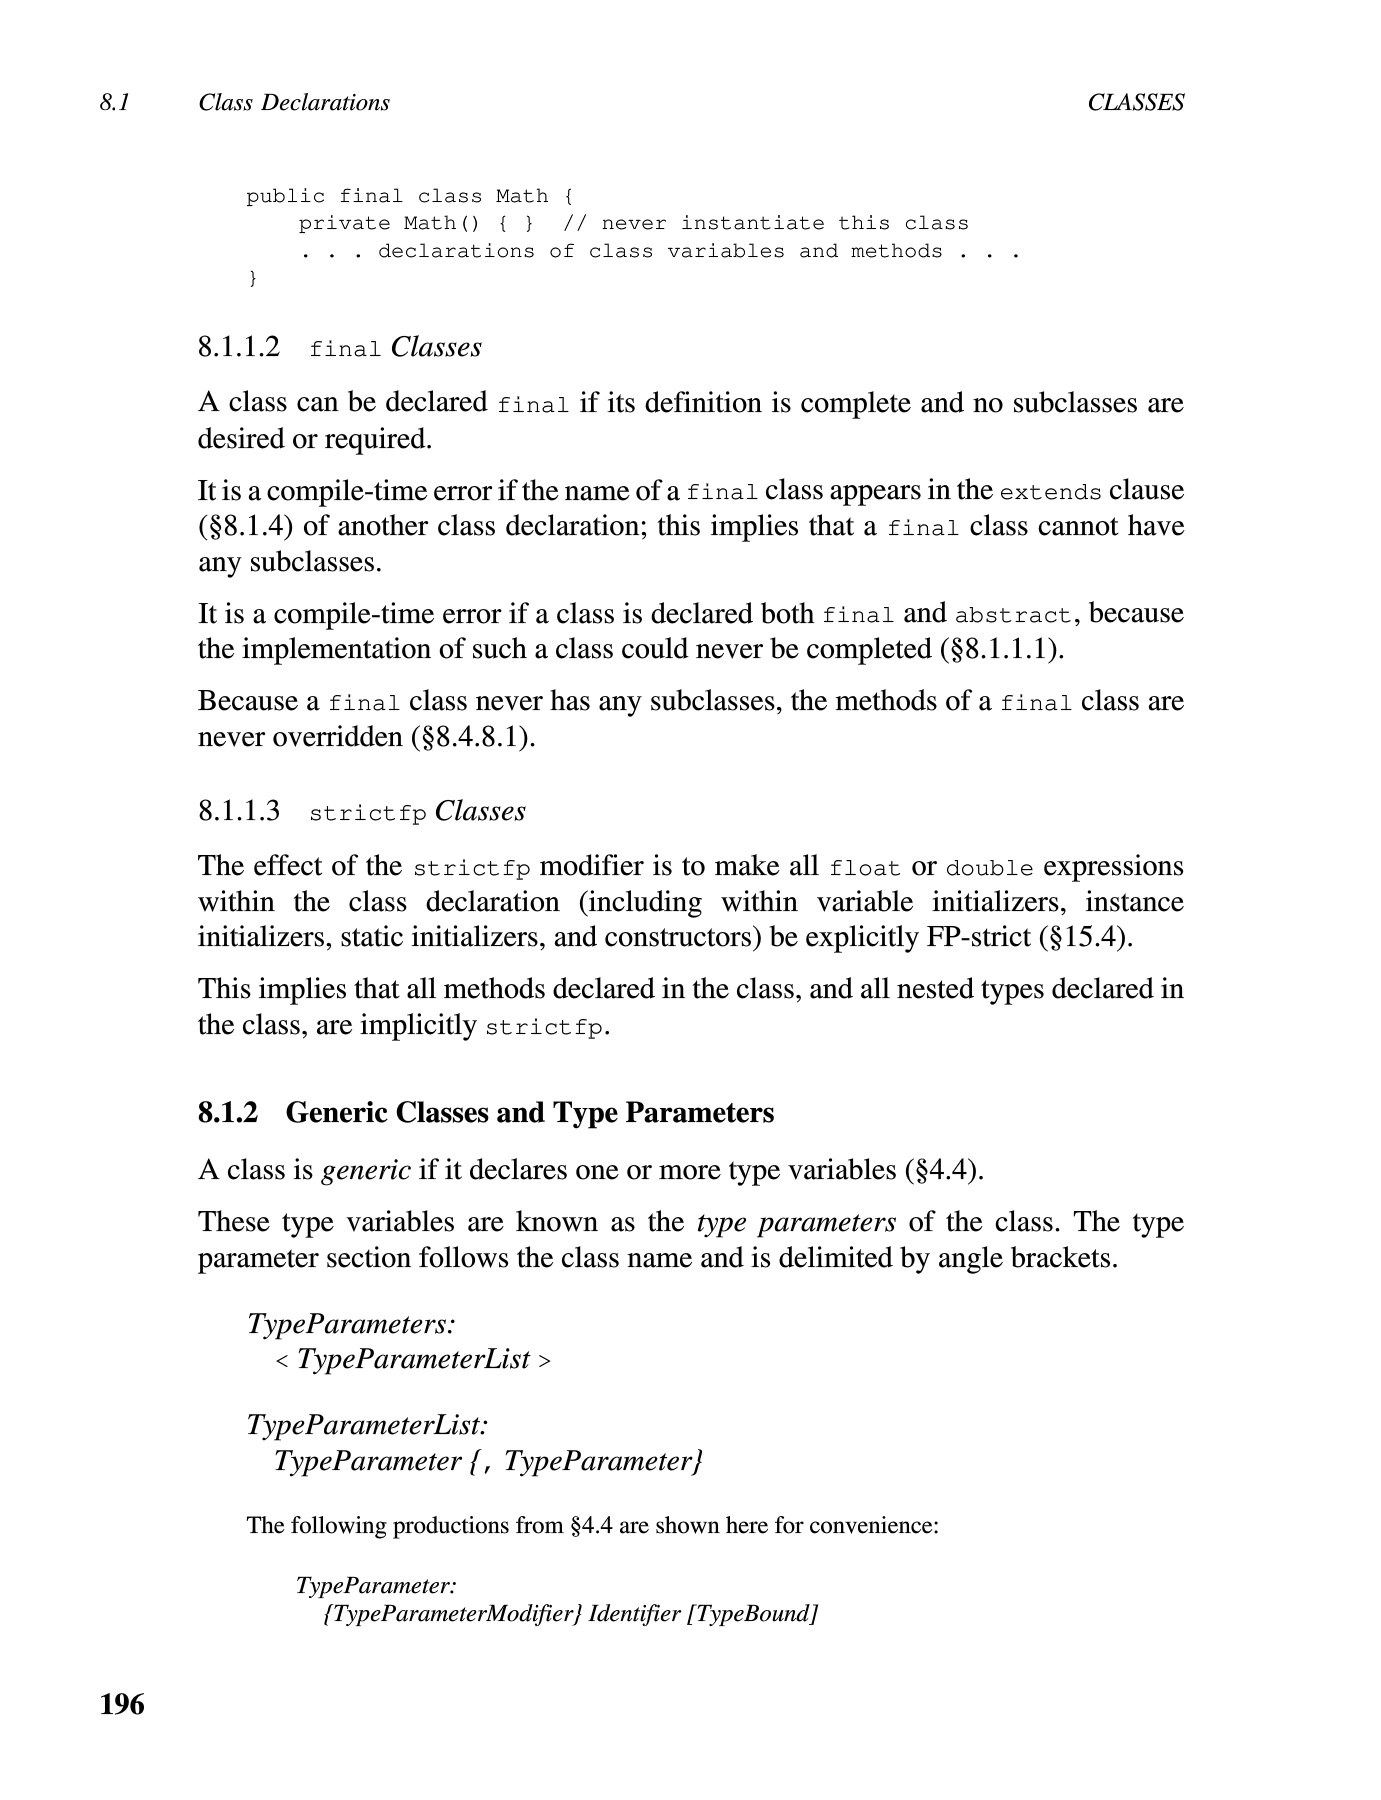 8.1 Class Declarations CLASSES
public final class Math {
    private Math() { }  // never instantiate this class
    . . . declarations of class variables and methods . . .
}
8.1.1.2 final Classes
A class can be declared final if its definition is complete and no subclasses are
desired or required.
It is a compile-time error if the name of a final class appears in the extends clause
(§8.1.4) of another class declaration; this implies that a final class cannot have
any subclasses.
It is a compile-time error if a class is declared both final and abstract, because
the implementation of such a class could never be completed (§8.1.1.1).
Because a final class never has any subclasses, the methods of a final class are
never overridden (§8.4.8.1).
8.1.1.3 strictfp Classes
The effect of the strictfp modifier is to make all float or double expressions
within the class declaration (including within variable initializers, instance
initializers, static initializers, and constructors) be explicitly FP-strict (§15.4).
This implies that all methods declared in the class, and all nested types declared in
the class, are implicitly strictfp.
8.1.2 Generic Classes and Type Parameters
A class is generic if it declares one or more type variables (§4.4).
These type variables are known as the type parameters of the class. The type
parameter section follows the class name and is delimited by angle brackets.
TypeParameters:
< TypeParameterList >
TypeParameterList:
TypeParameter {, TypeParameter}
The following productions from §4.4 are shown here for convenience:
TypeParameter:
{TypeParameterModifier} Identifier [TypeBound]
196